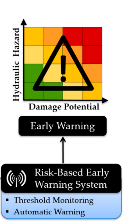 Hydraulic Hazard
Damage Potential
Early Warning
Risk-Based Early
Warning System
Threshold Monitoring
Automatic Warning